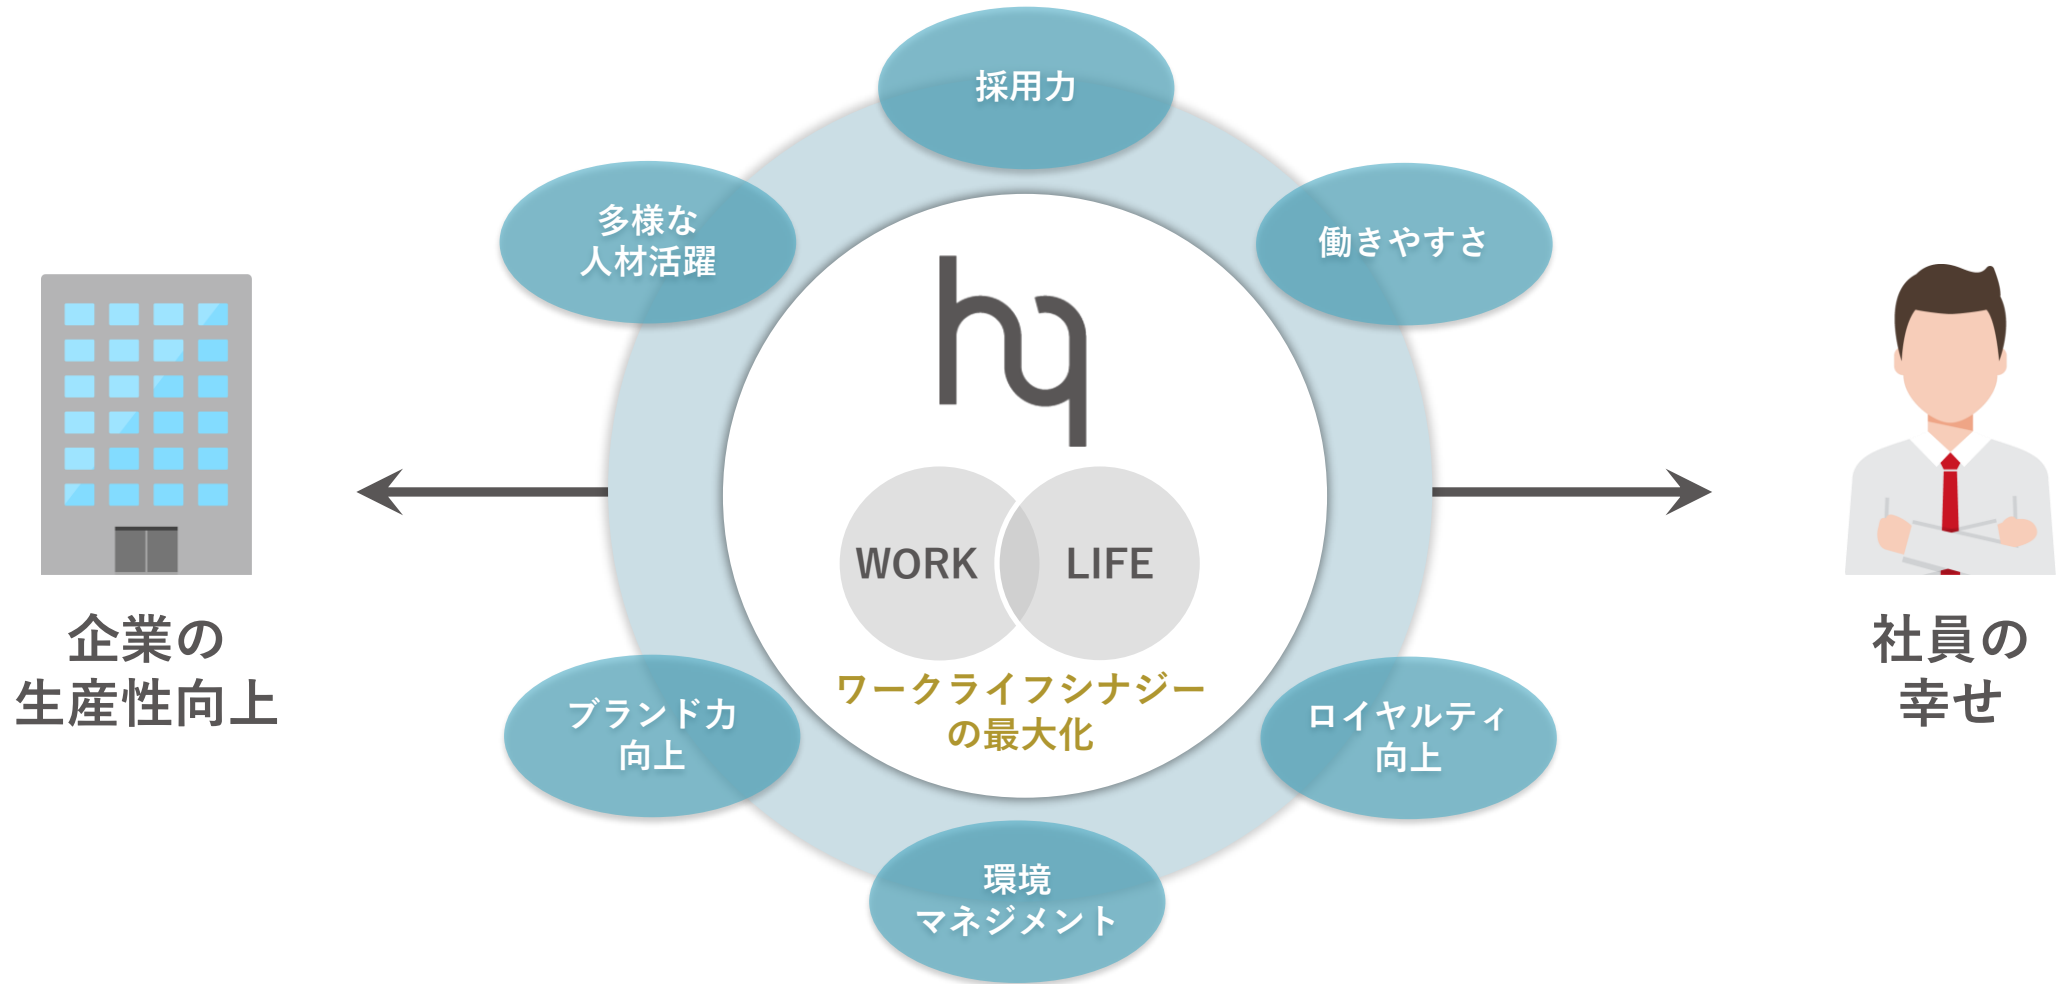 採用力
多様な
人材活躍
働きやすさ
hq
WORK
LIFE
ワークライフシナジー
の最大化
企業の
生産性向上
社員の
幸せ
ブランド力
向上
ロイヤルティ
向上
環境
マネジメント